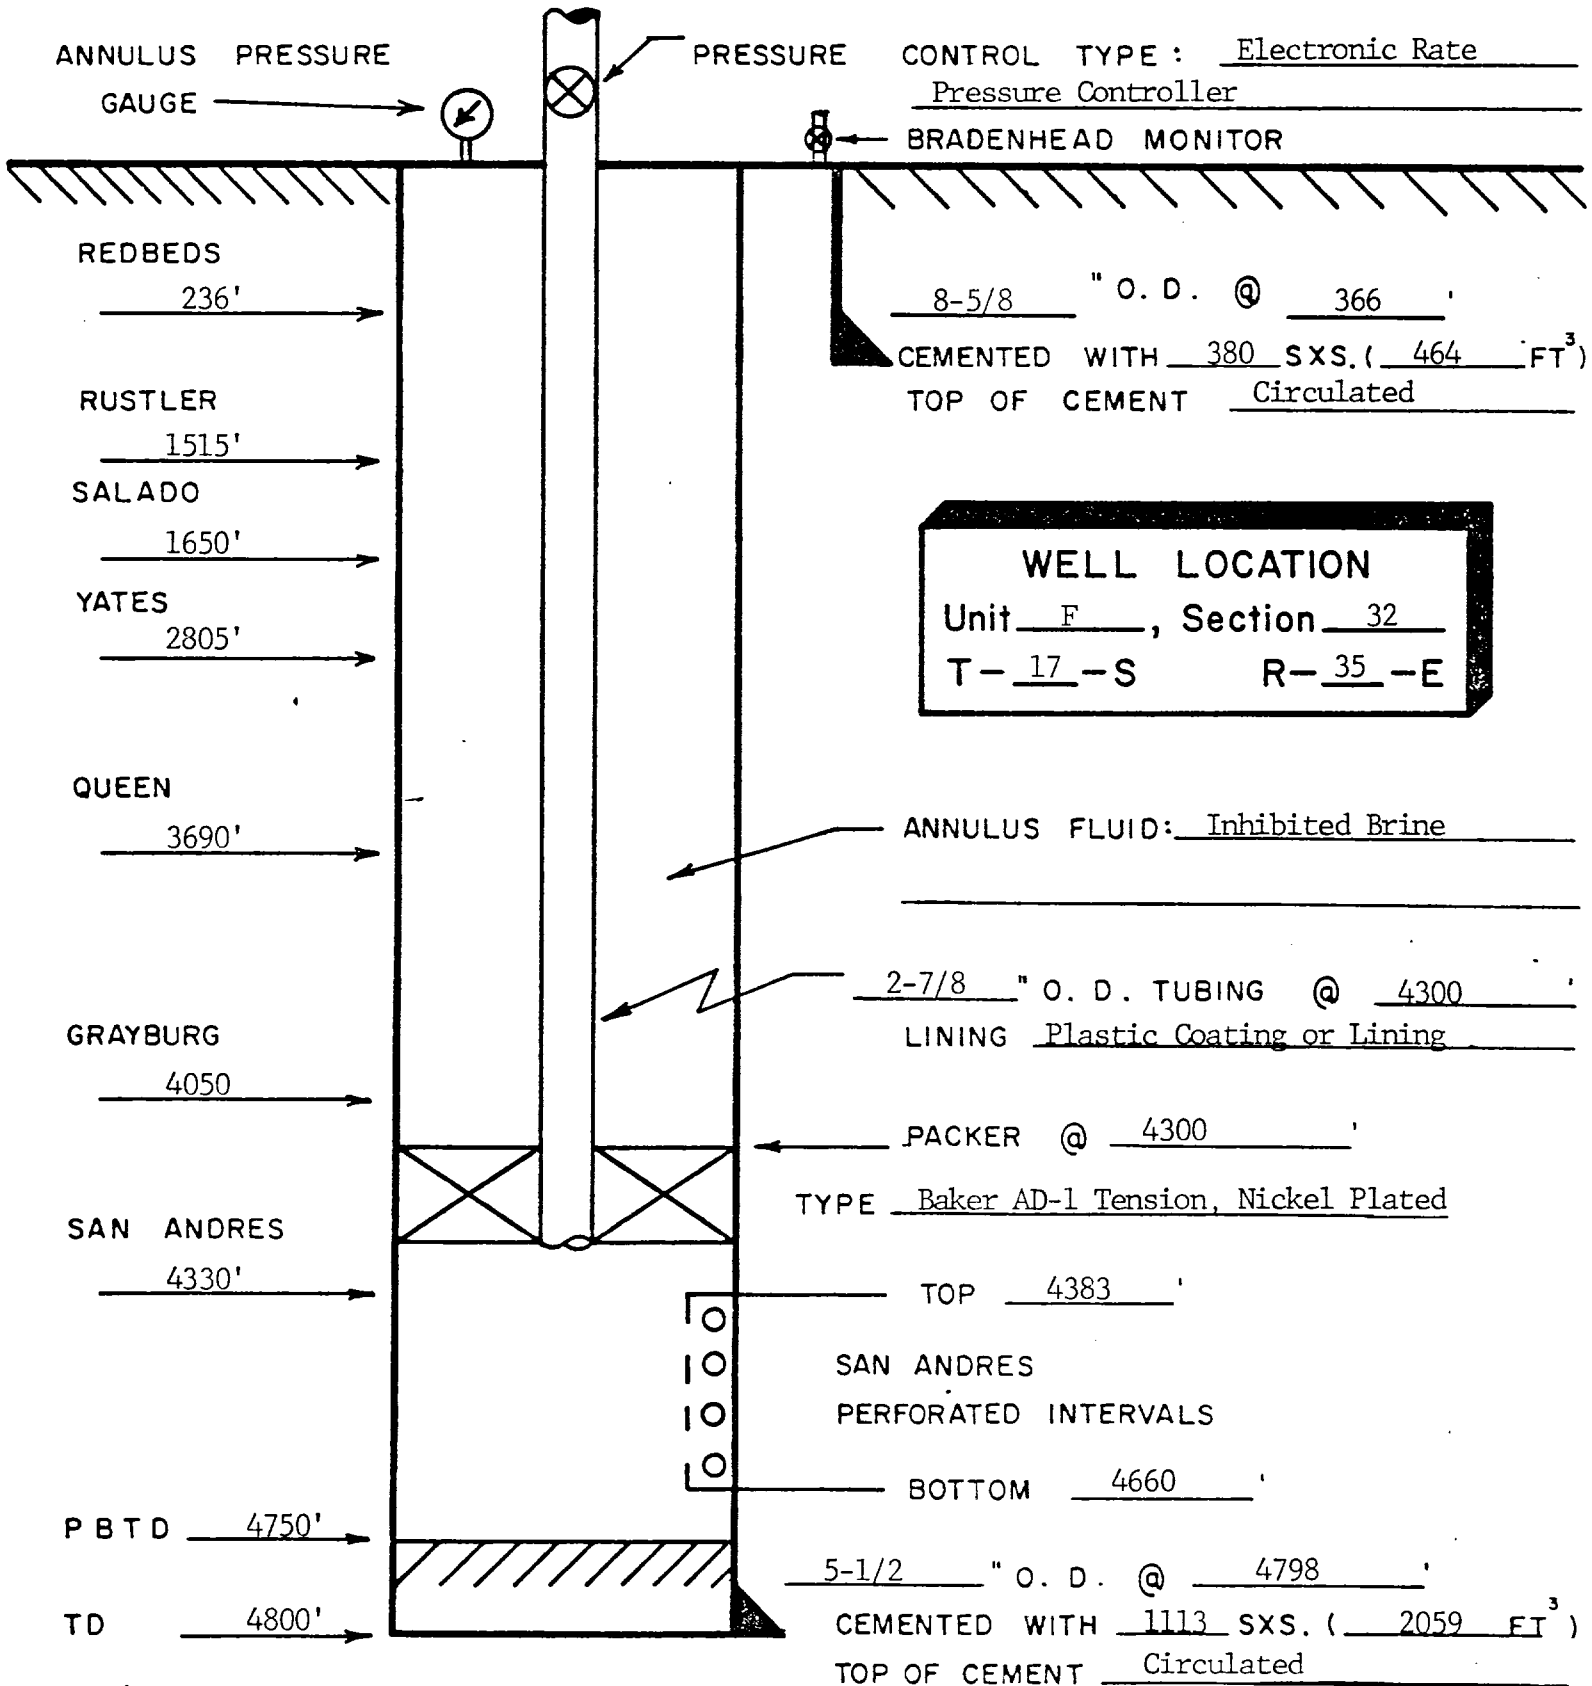 ANNULUS PRESSURE
GAUGE
PRESSURE CONTROL TYPE: Electronic Rate
Pressure Controller
BRADENHEAD MONITOR
REDBEDS
236'
8-5/8 " O.D. @ 366 '
CEMENTED WITH 380 SXS. ( 464 FT³)
TOP OF CEMENT Circulated
RUSTLER
1515'
SALADO
1650'
YATES
2805'
WELL LOCATION
Unit F, Section 32
T-17-S R-35-E
QUEEN
3690'
ANNULUS FLUID: Inhibited Brine
2-7/8 " O.D. TUBING @ 4300 '
LINING Plastic Coating or Lining
GRAYBURG
4050
PACKER @ 4300 '
TYPE Baker AD-1 Tension, Nickel Plated
SAN ANDRES
4330'
TOP 4383 '
SAN ANDRES
PERFORATED INTERVALS
BOTTOM 4660 '
PBTD 4750'
5-1/2 " O.D. @ 4798 '
TD 4800'
CEMENTED WITH 1113 SXS. ( 2059 FT³)
TOP OF CEMENT Circulated